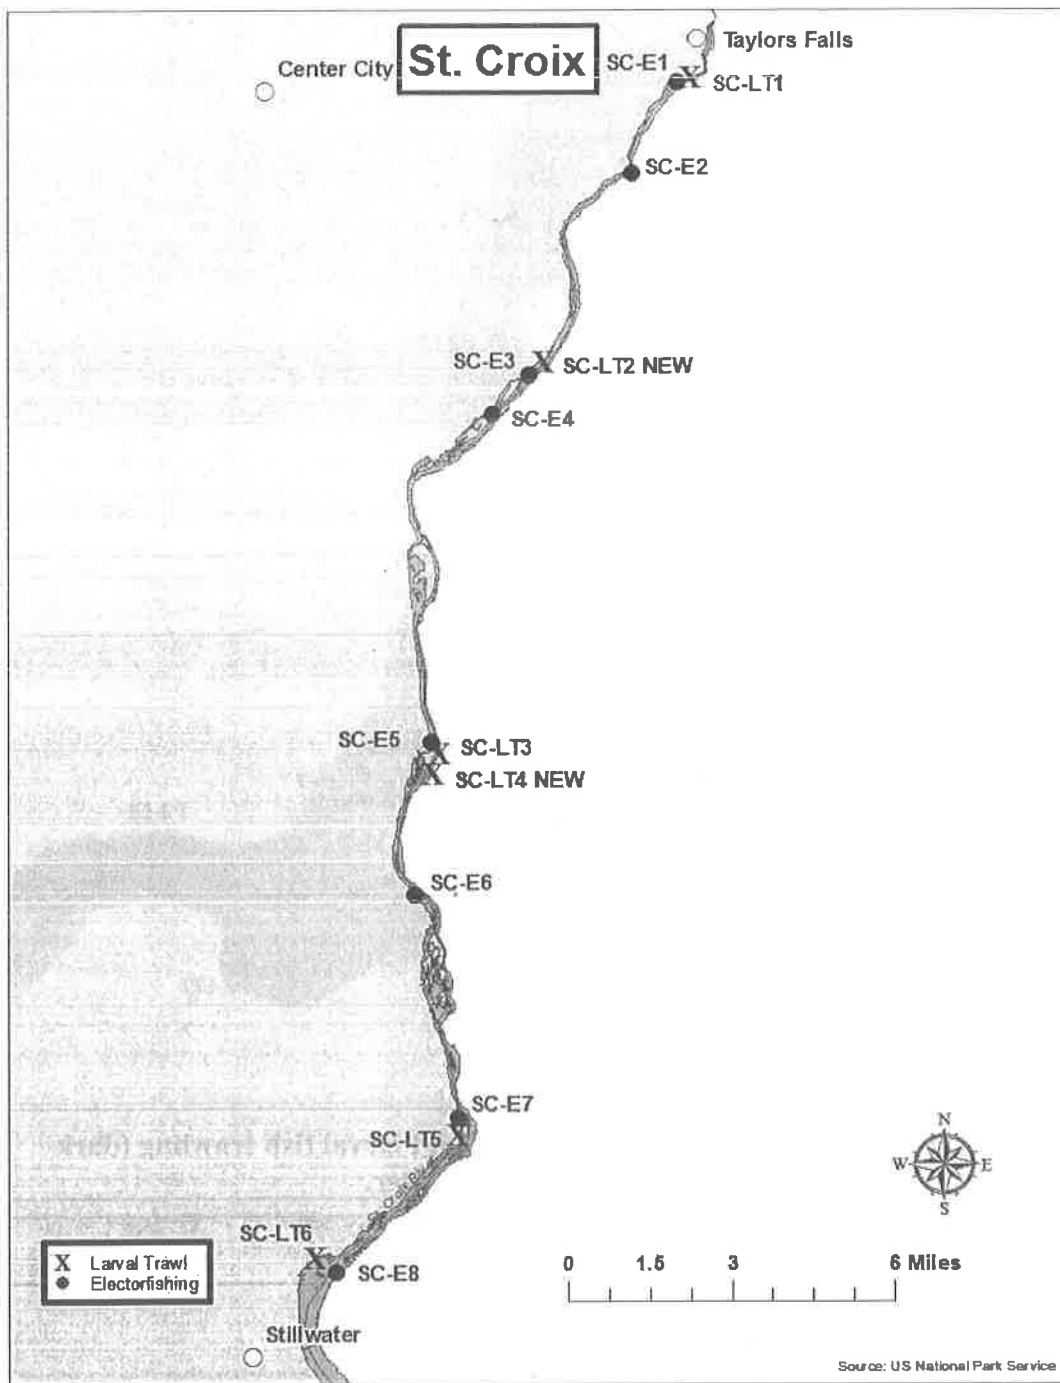 Taylors Falls
St. Croix
SC-E1
Center City
SC-LT1
SC-E2
SC-E3
SC-LT2 NEW
SC-E4
SC-E5
SC-LT3
SC-LT4 NEW
SC-E6
SC-E7
SC-LT5
SC-LT6
SC-E8
X Larval Trawl
Electorfishing
Stillwater
N
W E
S
0 1.5 3 6 Miles
Source: US National Park Service